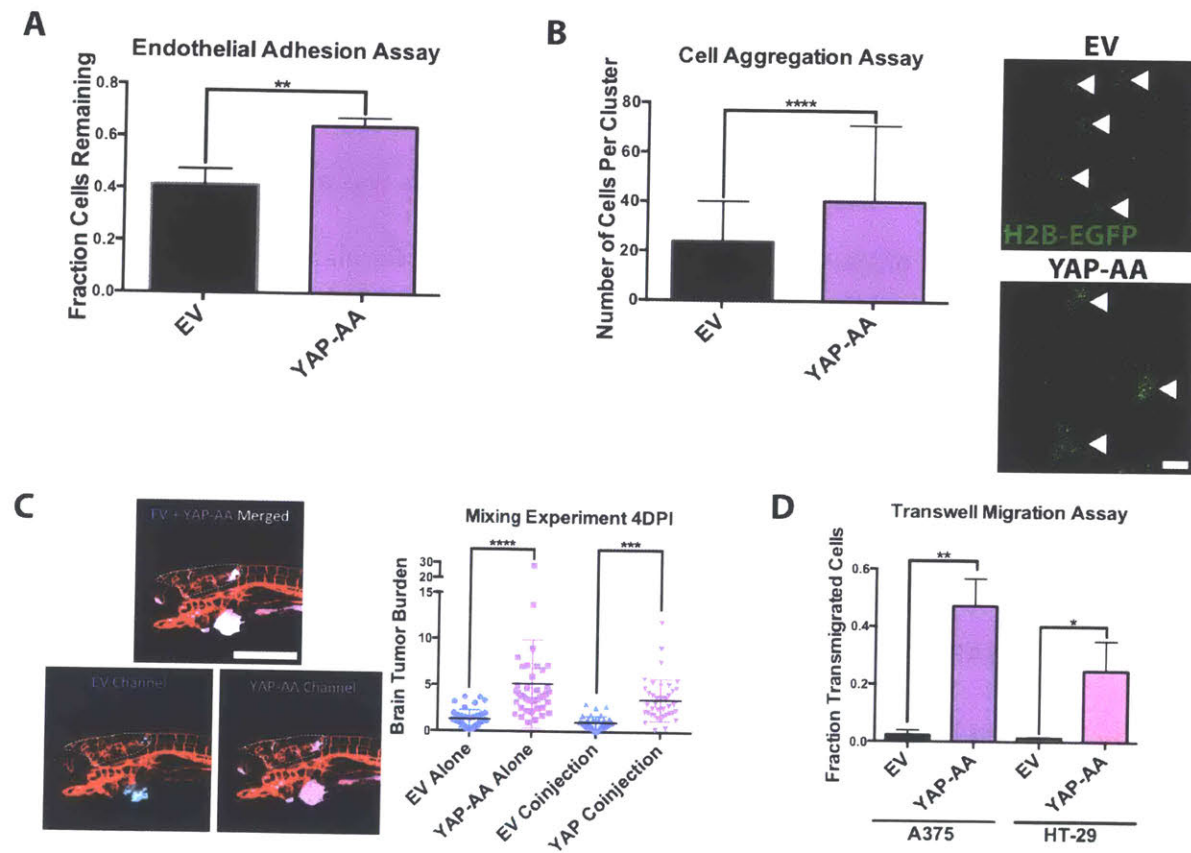 A
Endothelial Adhesion Assay
**
Fraction Cells Remaining
0.8
0.6
0.4
0.2
0.0
EV
YAP-AA
B
Cell Aggregation Assay
****
Number of Cells Per Cluster
80
60
40
20
0
EV
YAP-AA
EV
H2B-EGFP
YAP-AA
C
EV + YAP-AA Merged
EV Channel
YAP-AA Channel
Mixing Experiment 4DPI
****
***
Brain Tumor Burden
30
20
15
10
5
0
EV Alone
YAP-AA Alone
EV Coinjection
YAP Coinjection
D
Transwell Migration Assay
**
*
Fraction Transmigrated Cells
0.6
0.4
0.2
0.0
EV
YAP-AA
EV
YAP-AA
A375
HT-29